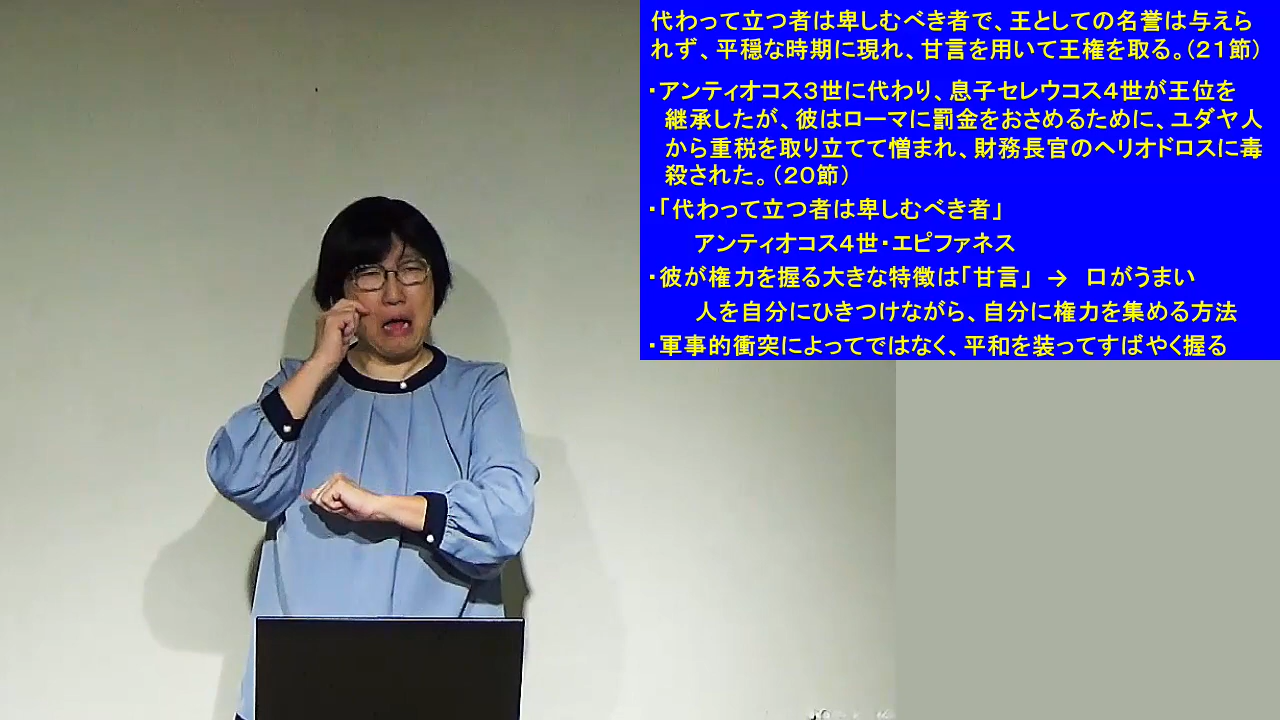 代わって立つ者は卑しむべき者で、王としての名誉は与えら
れず、平穏な時期に現れ、甘言を用いて王権を取る。（２１節）
・アンティオコス３世に代わり、息子セレウコス４世が王位を
継承したが、彼はローマに罰金をおさめるために、ユダヤ人
から重税を取り立てて憎まれ、財務長官のヘリオドロスに毒
殺された。（２０節）
・「代わって立つ者は卑しむべき者」
アンティオコス４世・エピファネス
・彼が権力を握る大きな特徴は「甘言」 → 口がうまい
人を自分にひきつけながら、自分に権力を集める方法
・軍事的衝突によってではなく、平和を装ってすばやく握る